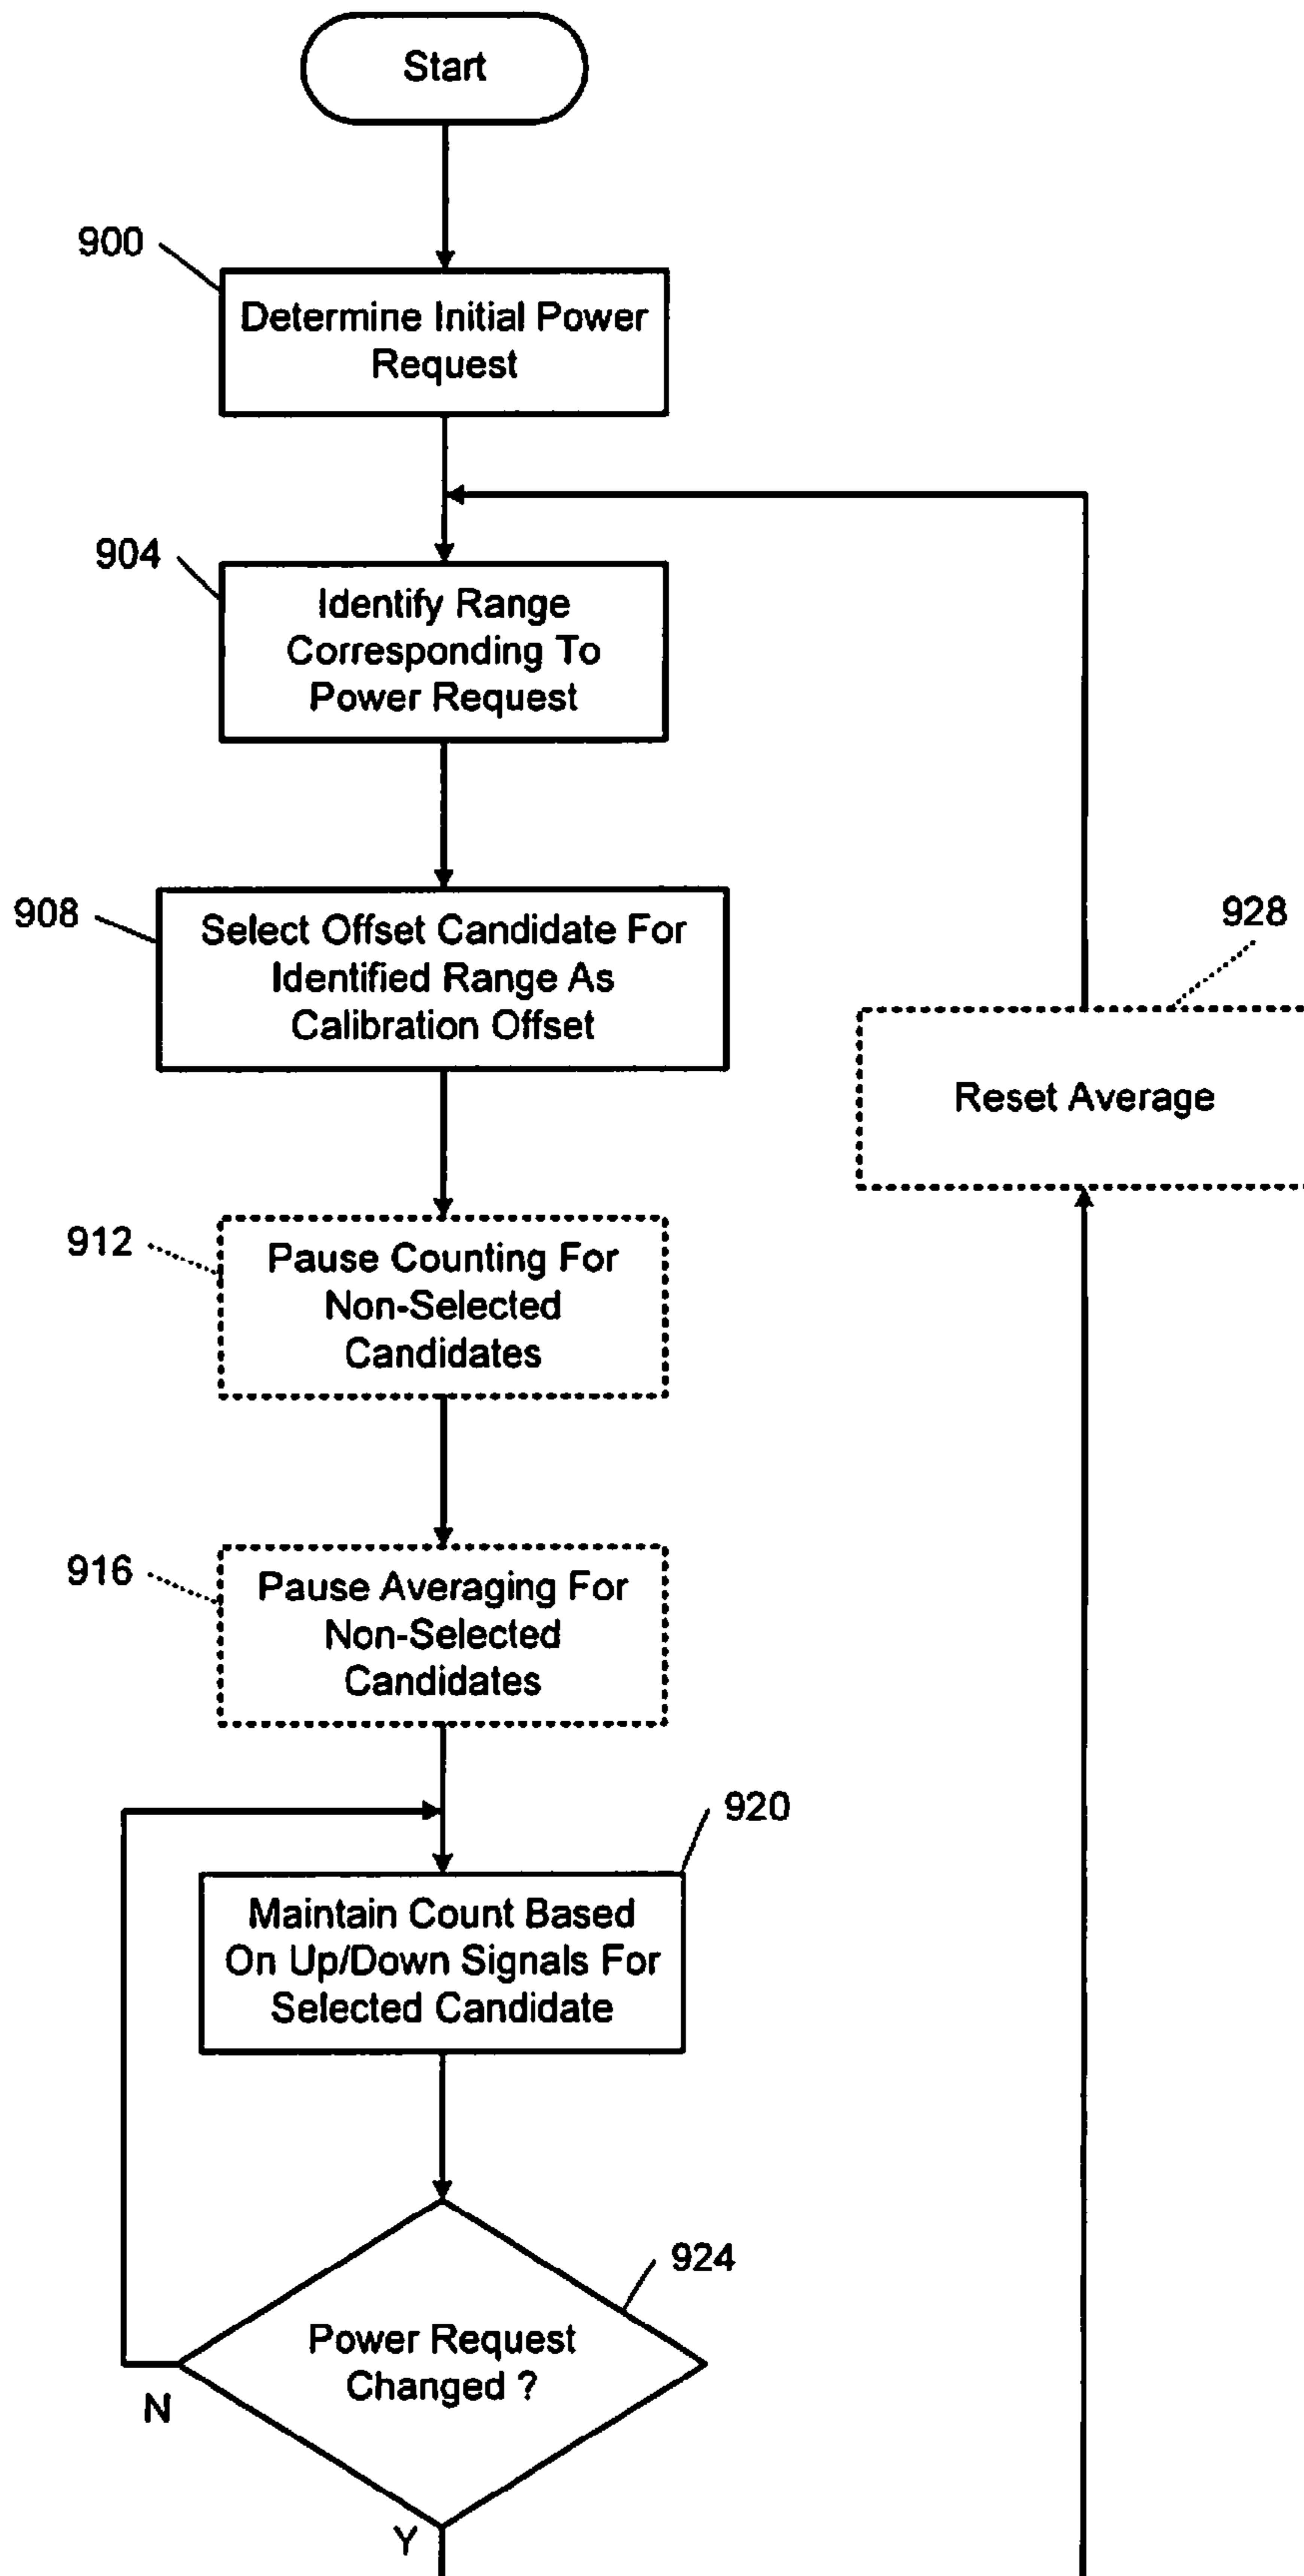 Start
900
Determine Initial Power
Request
904
Identify Range
Corresponding To
Power Request
908
Select Offset Candidate For
Identified Range As
Calibration Offset
928
Reset Average
912
Pause Counting For
Non-Selected
Candidates
916
Pause Averaging For
Non-Selected
Candidates
920
Maintain Count Based
On Up/Down Signals For
Selected Candidate
924
Power Request
Changed ?
N
Y